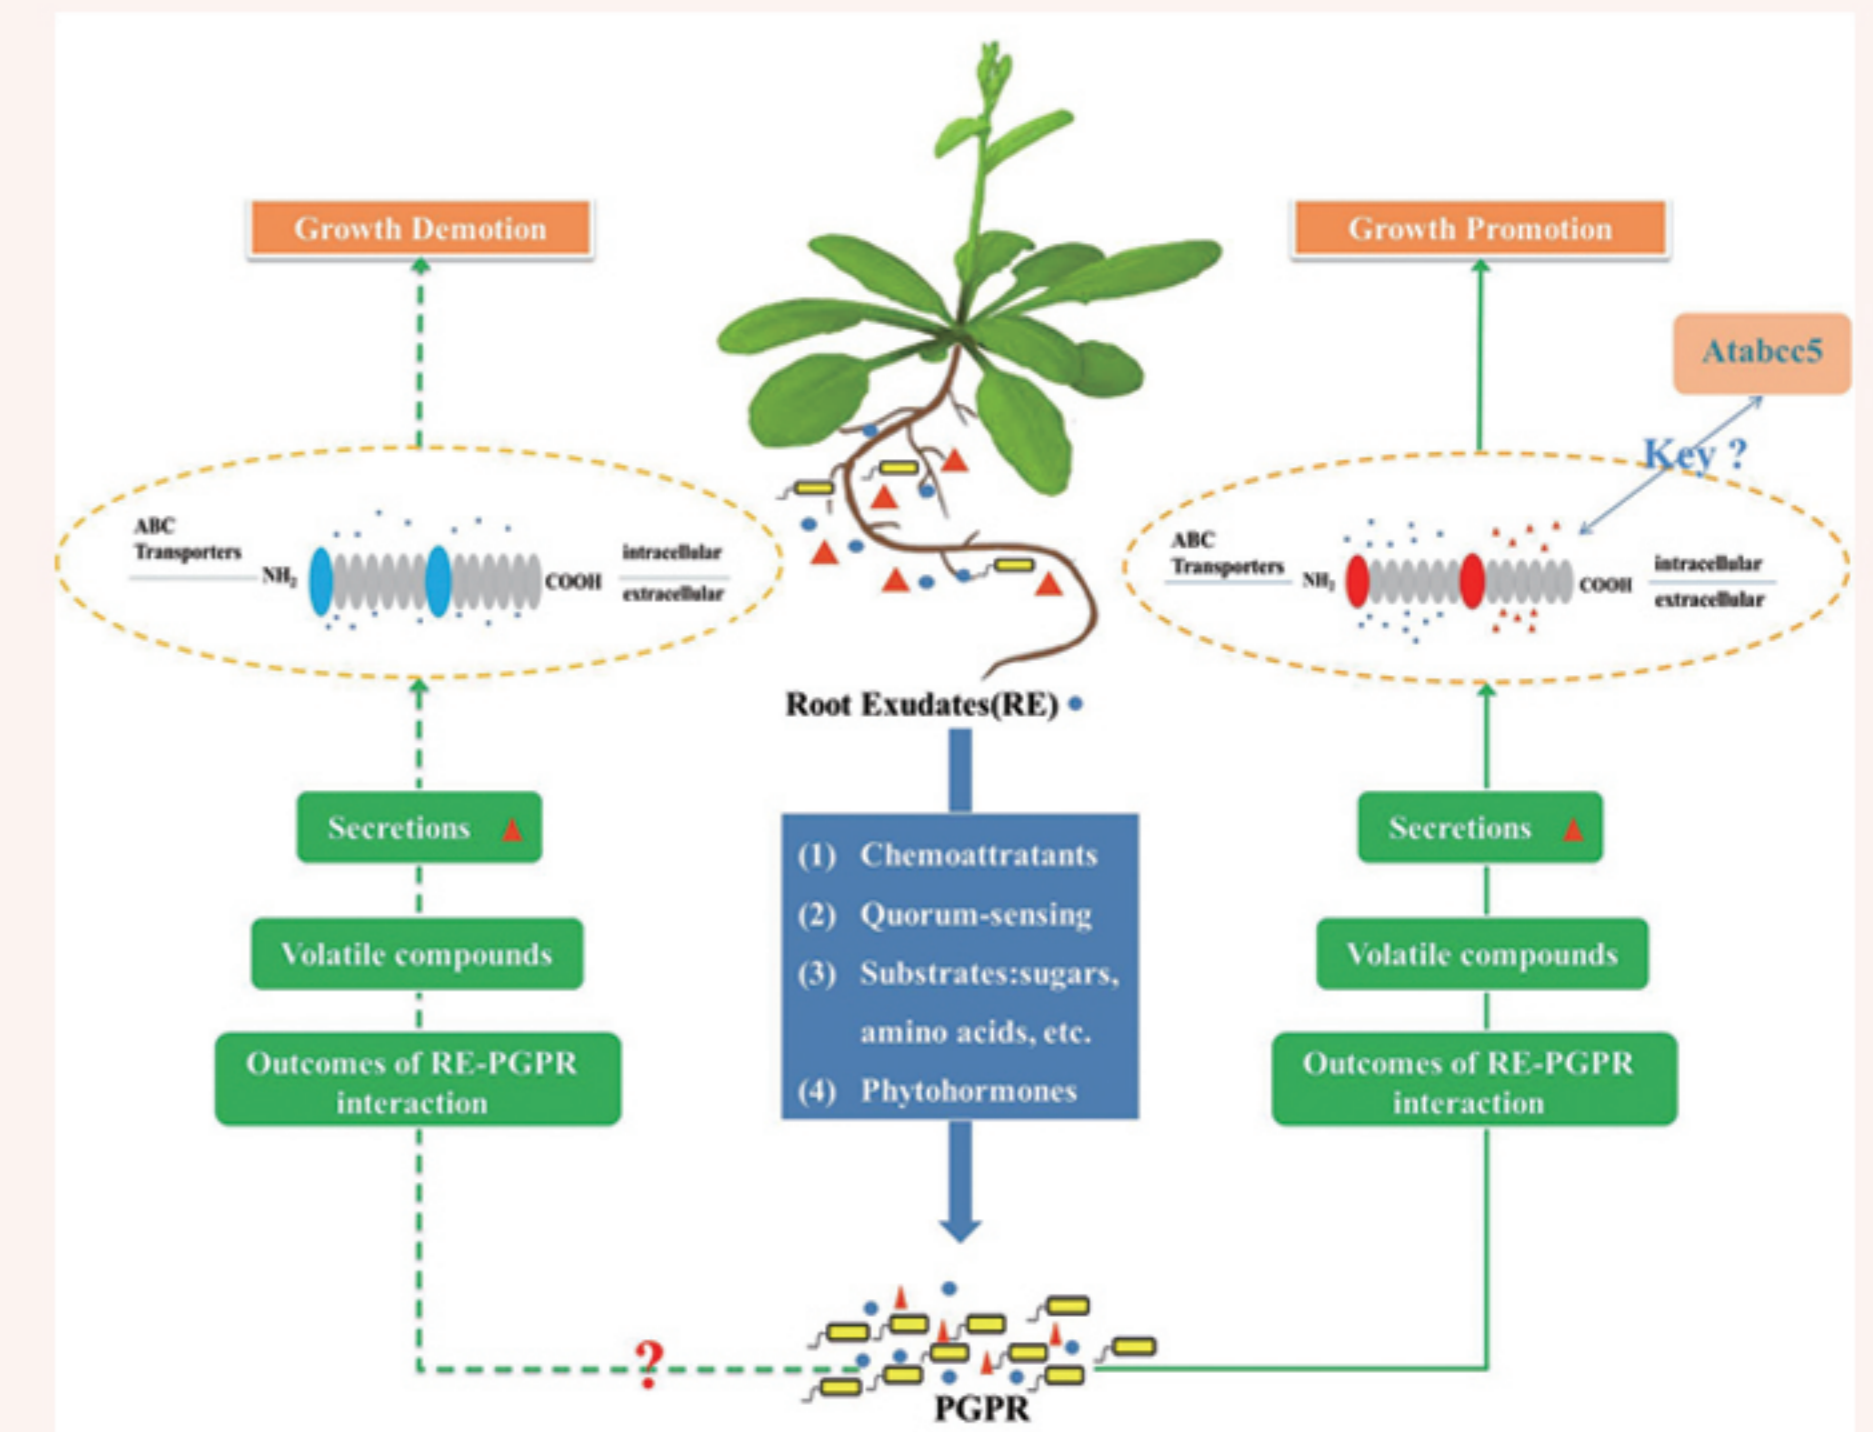 Growth Demotion
Growth Promotion
Atabcc5
Key ?
ABC
Transporters
NH2
COOH
intracellular
extracellular
ABC
Transporters
NH2
COOH
intracellular
extracellular
Root Exudates(RE)
Secretions
Volatile compounds
Outcomes of RE-PGPR
interaction
(1) Chemoattratants
(2) Quorum-sensing
(3) Substrates:sugars,
amino acids, etc.
(4) Phytohormones
Secretions
Volatile compounds
Outcomes of RE-PGPR
interaction
?
PGPR